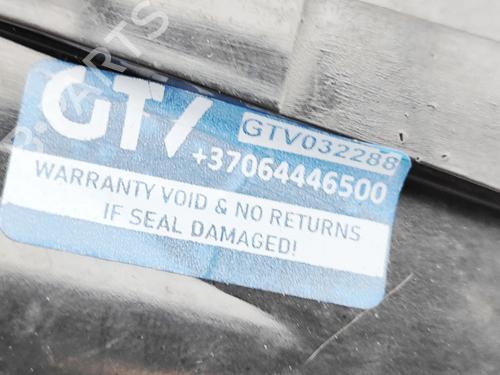 GTV
GTV032288
+37064446500
WARRANTY VOID & NO RETURNS
IF SEAL DAMAGED!